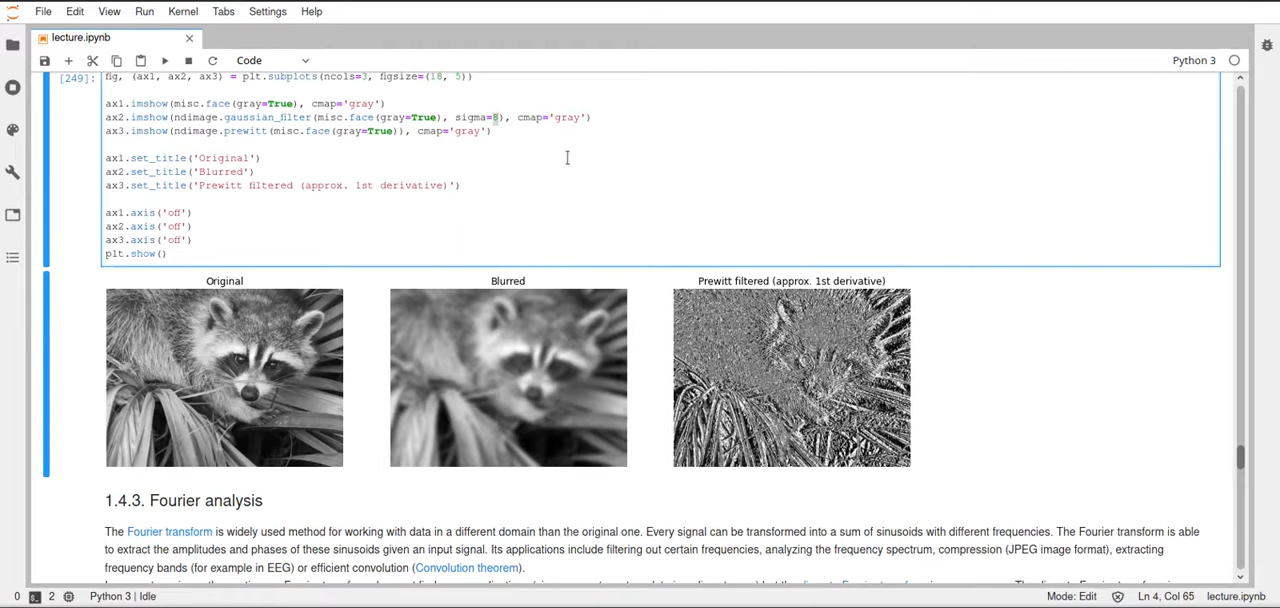 File Edit View Run Kernel Tabs Settings Help
lecture.ipynb
Code
Python 3
[249]: fig, (ax1, ax2, ax3) = plt.subplots(ncols=3, figsize=(18, 5))
ax1.imshow(misc.face(gray=True), cmap='gray')
ax2.imshow(ndimage.gaussian_filter(misc.face(gray=True), sigma=8), cmap='gray')
ax3.imshow(ndimage.prewitt(misc.face(gray=True)), cmap='gray')
ax1.set_title('Original')
ax2.set_title('Blurred')
ax3.set_title('Prewitt filtered (approx. 1st derivative)')
ax1.axis('off')
ax2.axis('off')
ax3.axis('off')
plt.show()
Original Blurred Prewitt filtered (approx. 1st derivative)
1.4.3. Fourier analysis
The Fourier transform is widely used method for working with data in a different domain than the original one. Every signal can be transformed into a sum of sinusoids with different frequencies. The Fourier transform is able
to extract the amplitudes and phases of these sinusoids given an input signal. Its applications include filtering out certain frequencies, analyzing the frequency spectrum, compression (JPEG image format), extracting
frequency bands (for example in EEG) or efficient convolution (Convolution theorem).
0 2 Python 3 | Idle Mode: Edit Ln 4, Col 65 lecture.ipynb